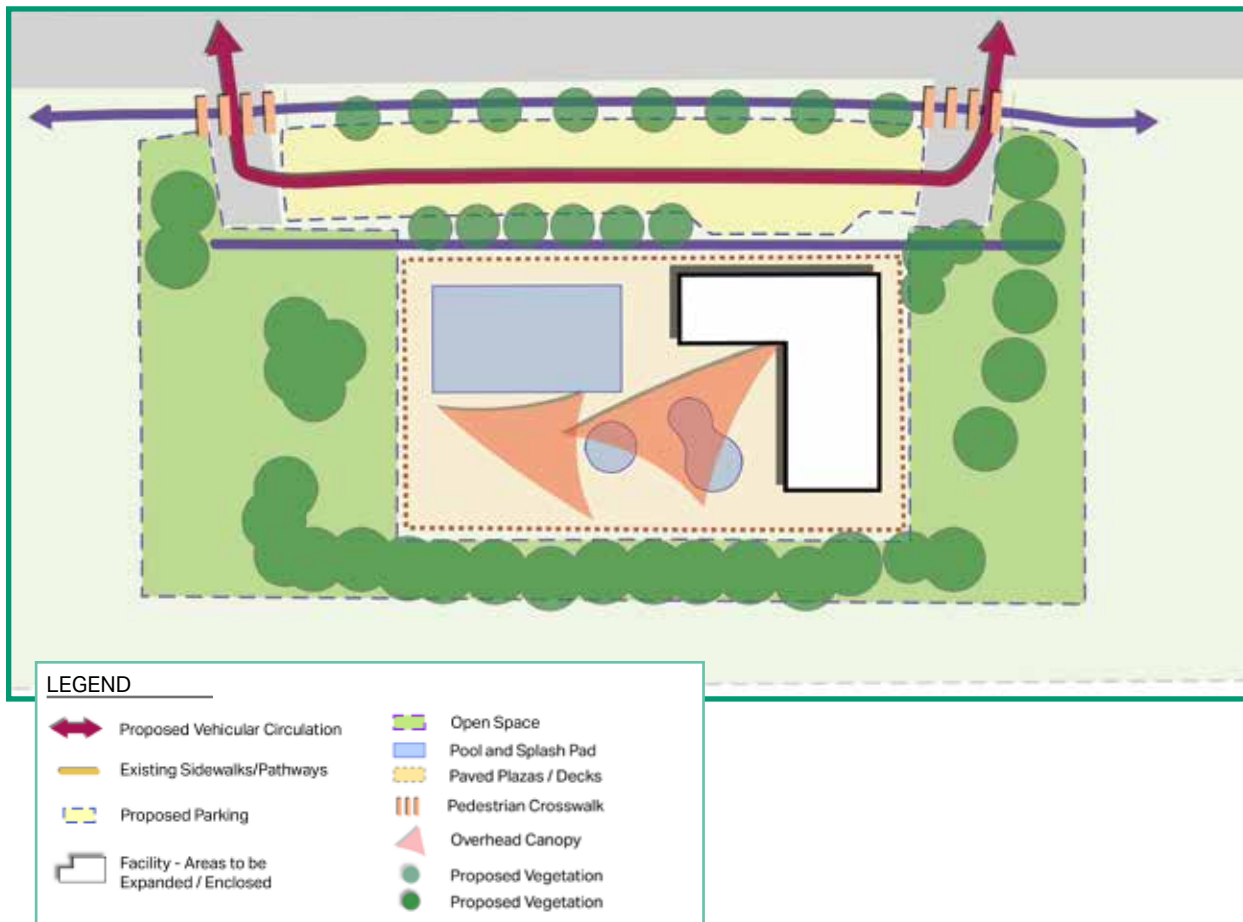 LEGEND
Proposed Vehicular Circulation
Existing Sidewalks/Pathways
Proposed Parking
Facility - Areas to be
Expanded / Enclosed
Open Space
Pool and Splash Pad
Paved Plazas / Decks
Pedestrian Crosswalk
Overhead Canopy
Proposed Vegetation
Proposed Vegetation